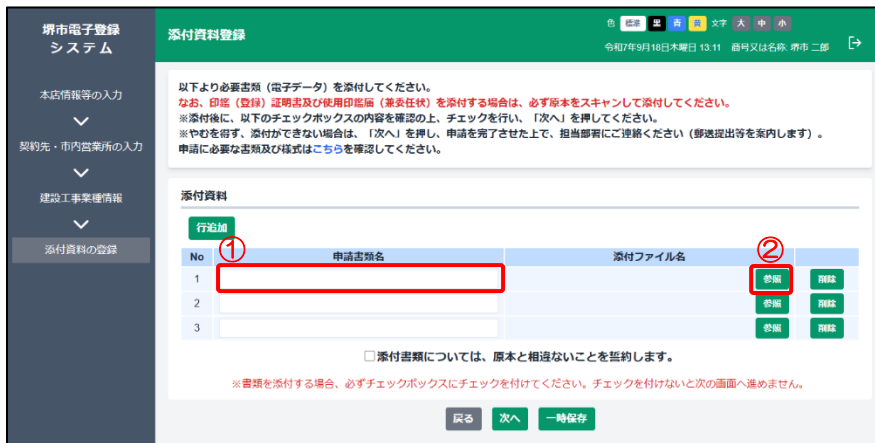 堺市電子登録
システム
添付資料登録
色 標準 黒 青 黄 文字 大 中 小
令和7年9月18日木曜日 13:11 商号又は名称: 堺市 二郎
本店情報等の入力
契約先・市内営業所の入力
建設工事業種情報
添付資料の登録
以下より必要書類（電子データ）を添付してください。
なお、印鑑（登録）証明書及び使用印鑑届（兼委任状）を添付する場合は、必ず原本をスキャンして添付してください。
※添付後に、以下のチェックボックスの内容を確認の上、チェックを行い、「次へ」を押してください。
※やむを得ず、添付ができない場合は、「次へ」を押し、申請を完了させた上で、担当部署にご連絡ください（郵送提出等を案内します）。
申請に必要な書類及び様式はこちらを確認してください。
添付資料
行追加
① ②
No 申請書類名 添付ファイル名
1 参照 削除
2 参照 削除
3 参照 削除
添付書類については、原本と相違ないことを誓約します。
※書類を添付する場合、必ずチェックボックスにチェックを付けてください。チェックを付けないと次の画面へ進めません。
戻る 次へ 一時保存